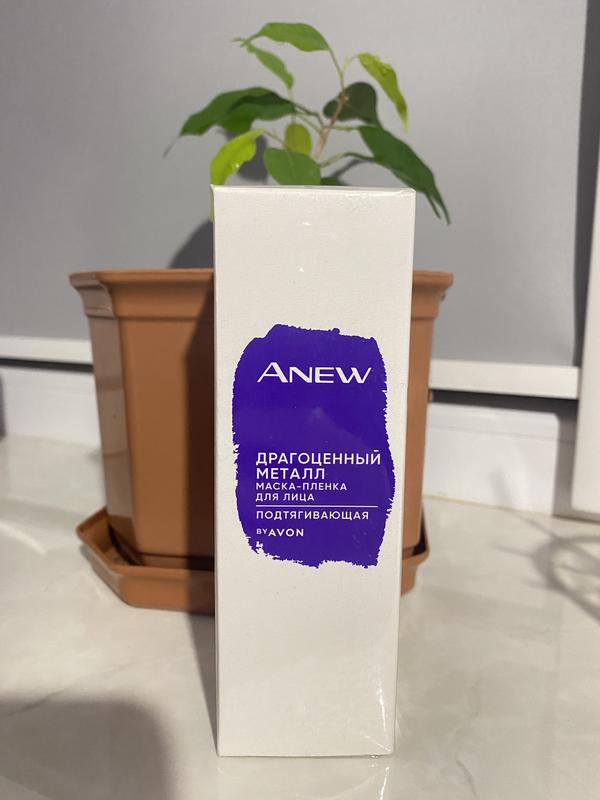 ANEW
ДРАГОЦЕННЫЙ
МЕТАЛЛ
МАСКА-ПЛЕНКА
ДЛЯ ЛИЦА
ПОДТЯГИВАЮЩАЯ
BY AVON